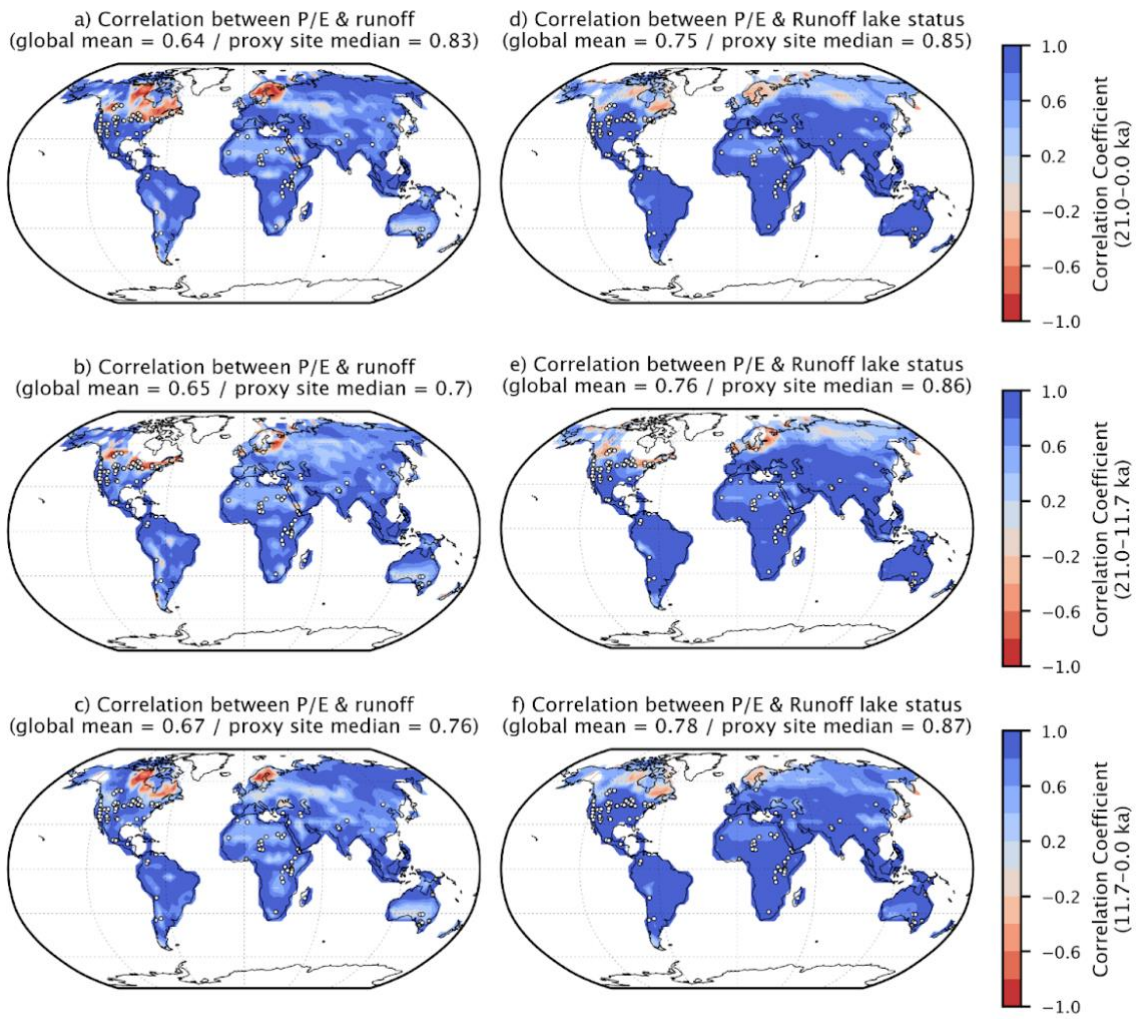 a) Correlation between P/E & runoff
(global mean = 0.64 / proxy site median = 0.83)
d) Correlation between P/E & Runoff lake status
(global mean = 0.75 / proxy site median = 0.85)
1.0
0.6
0.2
−0.2
−0.6
−1.0
Correlation Coefficient
(21.0–0.0 ka)
b) Correlation between P/E & runoff
(global mean = 0.65 / proxy site median = 0.7)
e) Correlation between P/E & Runoff lake status
(global mean = 0.76 / proxy site median = 0.86)
1.0
0.6
0.2
−0.2
−0.6
−1.0
Correlation Coefficient
(21.0–11.7 ka)
c) Correlation between P/E & runoff
(global mean = 0.67 / proxy site median = 0.76)
f) Correlation between P/E & Runoff lake status
(global mean = 0.78 / proxy site median = 0.87)
1.0
0.6
0.2
−0.2
−0.6
−1.0
Correlation Coefficient
(11.7–0.0 ka)